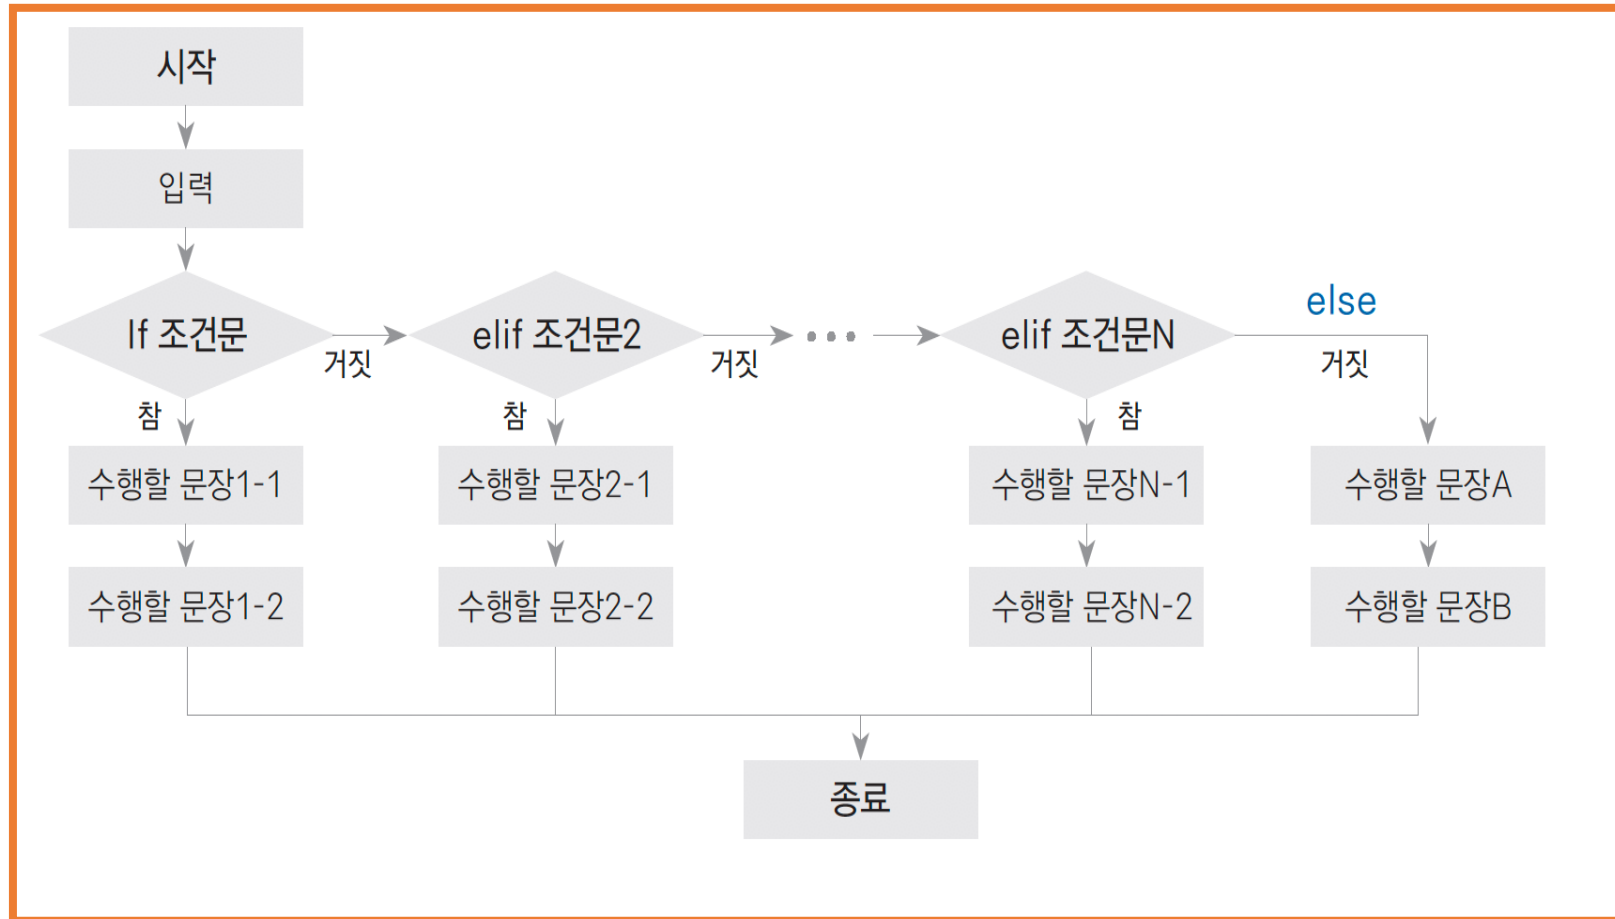 시작
입력
If 조건문
거짓
elif 조건문2
거짓
elif 조건문N
else
거짓
참
참
참
수행할 문장1-1
수행할 문장2-1
수행할 문장N-1
수행할 문장A
수행할 문장1-2
수행할 문장2-2
수행할 문장N-2
수행할 문장B
종료